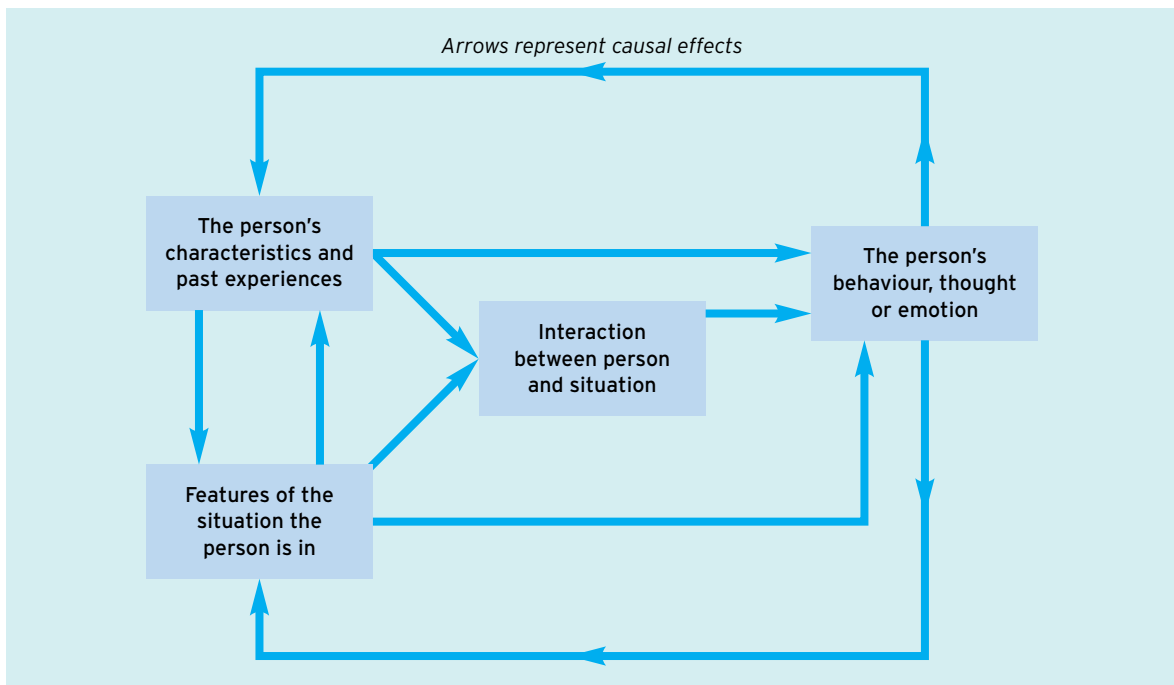 Arrows represent causal effects
The person's
characteristics and
past experiences
The person's
behaviour, thought
or emotion
Interaction
between person
and situation
Features of the
situation the
person is in